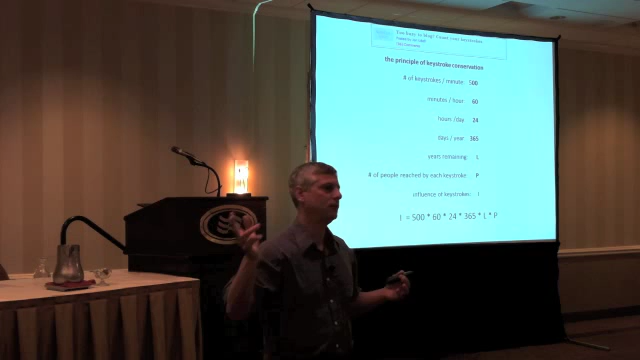 the principle of keystroke conservation
# of keystrokes / minute 500
minutes / hour 60
hours /day 24
days / year 365
years remaining L
# of people reached by each keystroke P
influence of keystrokes I
I = 500 * 60 * 24 * 365 * L * P